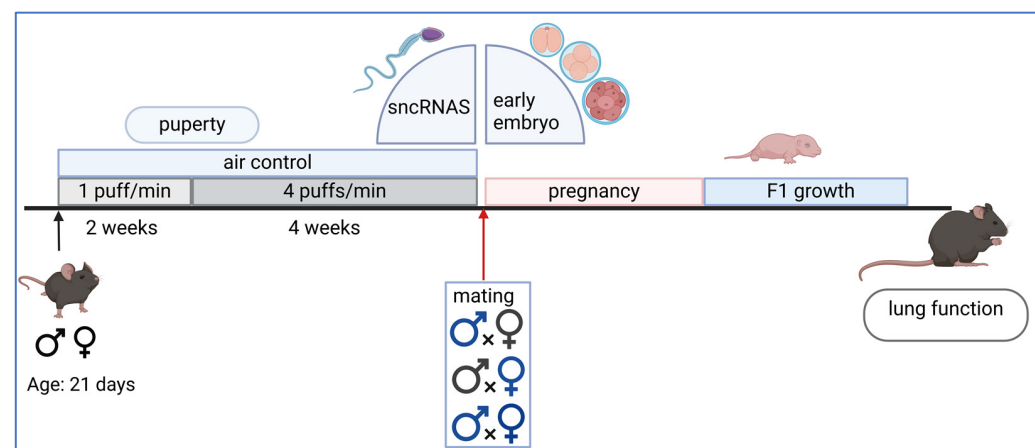 sncRNAS
early
embryo
puperty
air control
1 puff/min
4 puffs/min
pregnancy
F1 growth
2 weeks
4 weeks
mating
♂×♀
♂×♀
♂×♀
lung function
♂ ♀
Age: 21 days